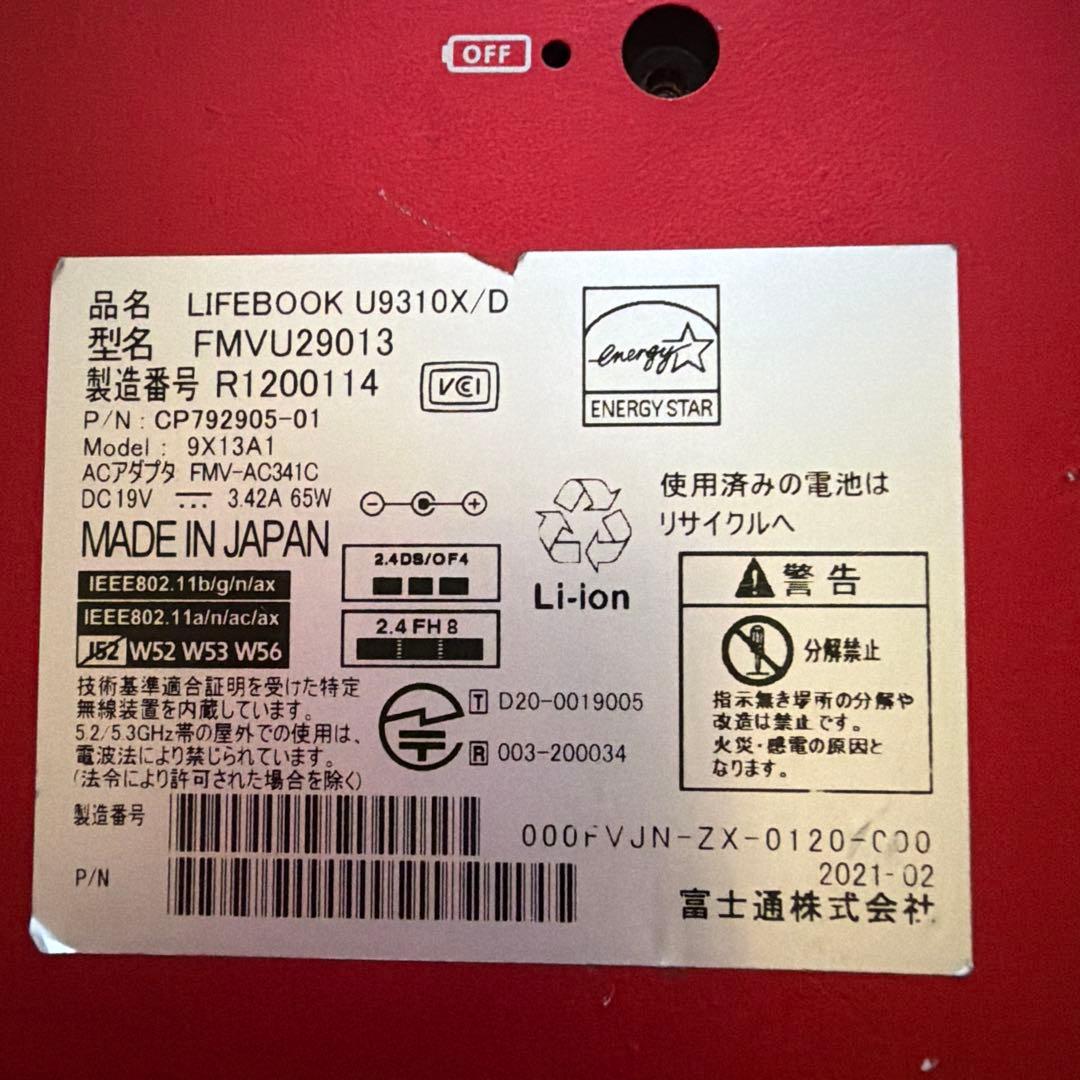 OFF
品名 LIFEBOOK U9310X/D
型名 FMVU29013
製造番号 R1200114
VCCI
P/N : CP792905-01
Model : 9X13A1
ACアダプタ FMV-AC341C
DC19V 3.42A 65W
MADE IN JAPAN
IEEE802.11b/g/n/ax
IEEE802.11a/n/ac/ax
J52 W52 W53 W56
2.4DS/OF4
2.4FH8
技術基準適合証明を受けた特定
無線装置を内蔵しています。
5.2/5.3GHz帯の屋外での使用は、
電波法により禁じられています。
(法令により許可された場合を除く)
T D20-0019005
R 003-200034
energy
ENERGY STAR
使用済みの電池は
リサイクルへ
Li-ion
警告
分解禁止
指示無き場所の分解や
改造は禁止です。
火災・感電の原因と
なります。
製造番号
P/N
000FVJN-ZX-0120-C00
2021-02
富士通株式会社